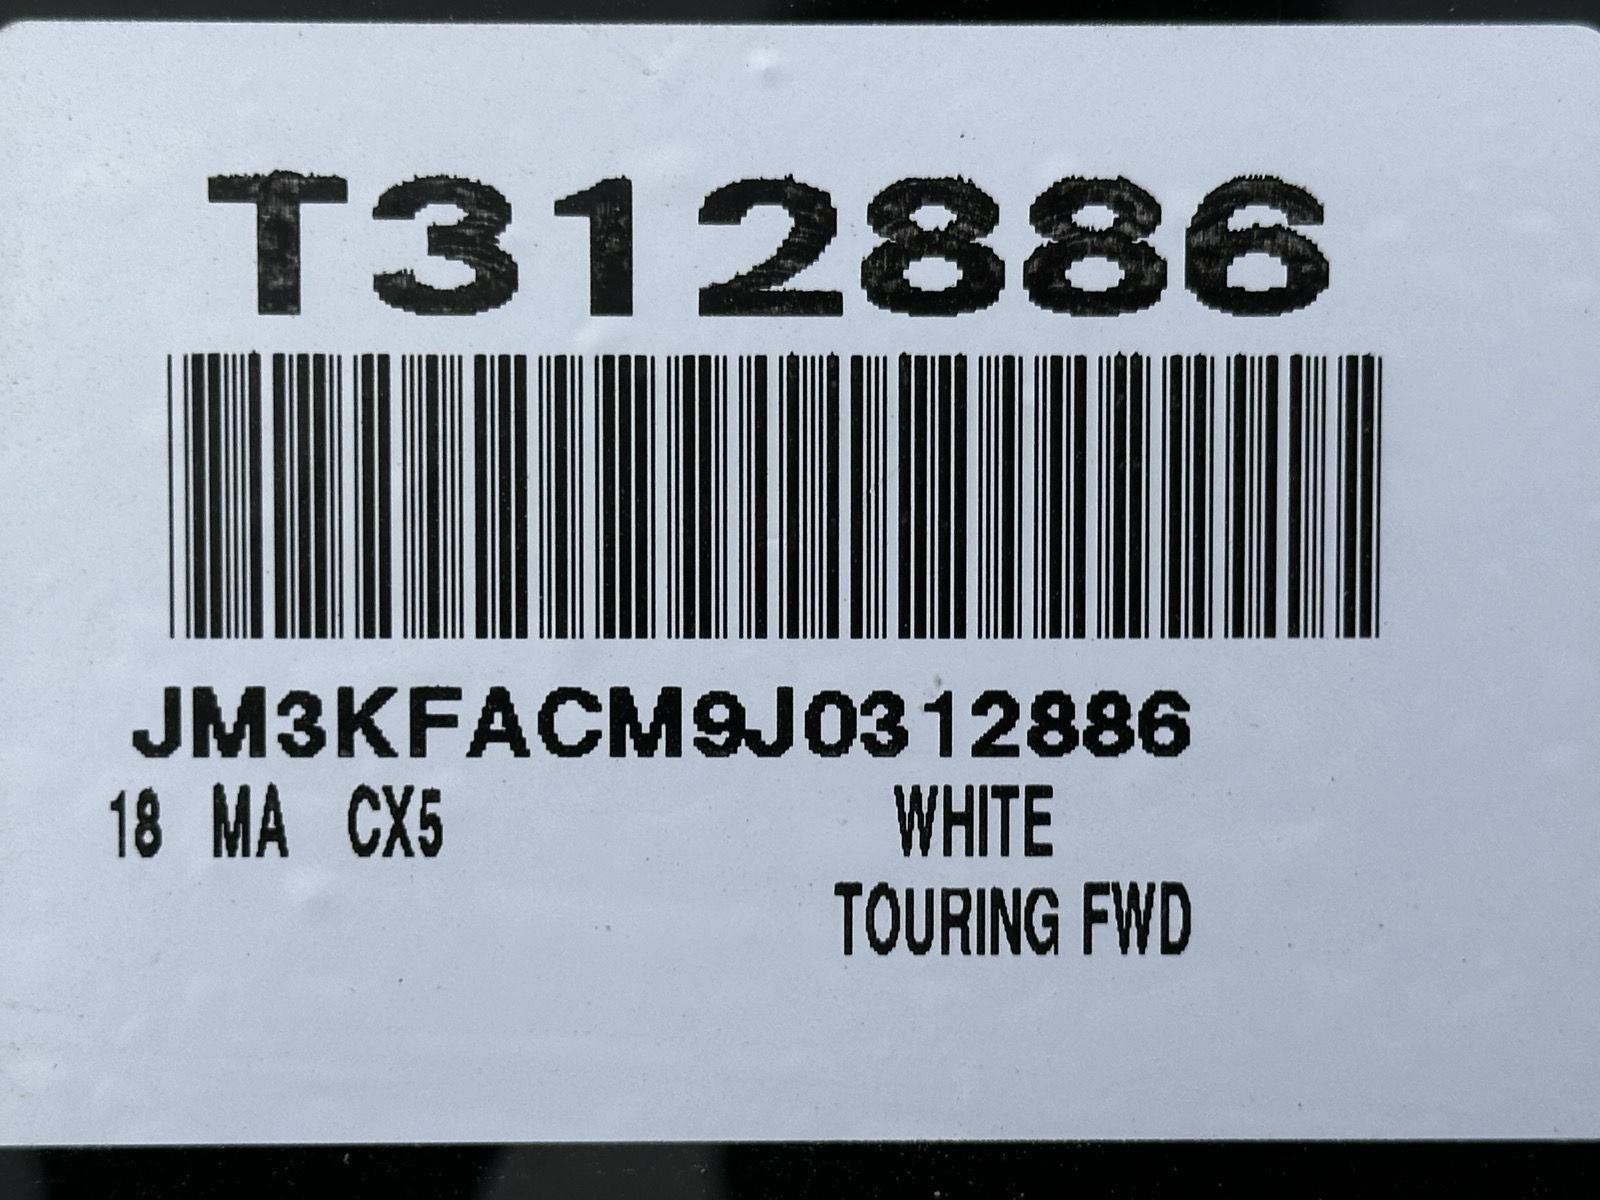 T312886
JM3KFACM9J0312886
18 MA CX5 WHITE
TOURING FWD